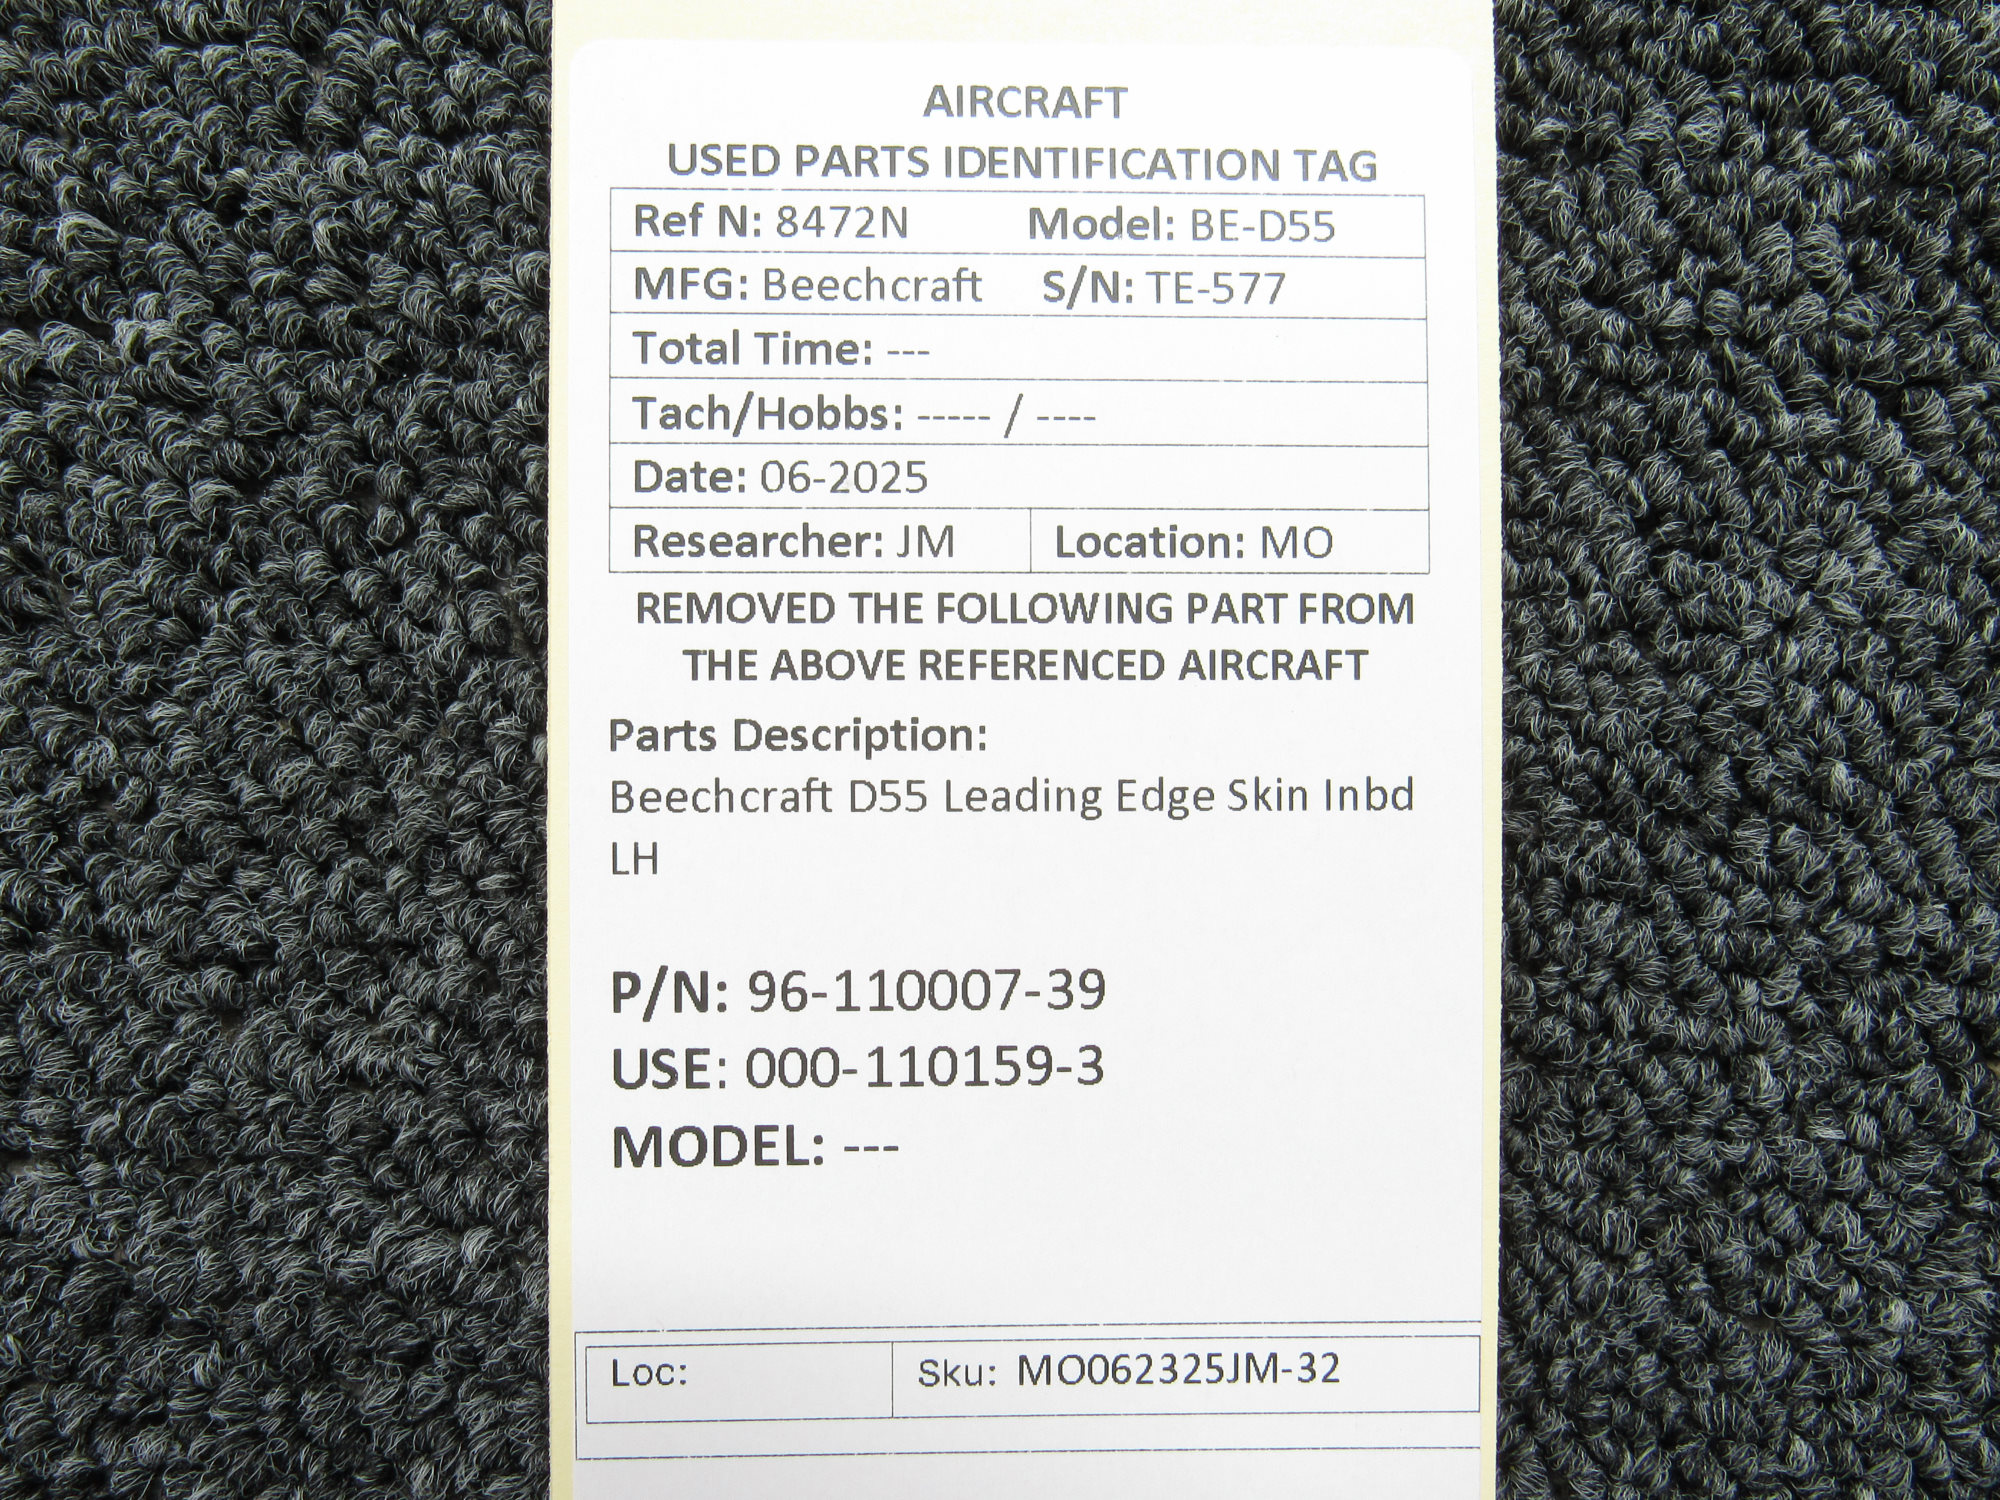 AIRCRAFT
USED PARTS IDENTIFICATION TAG
Ref N: 8472N Model: BE-D55
MFG: Beechcraft S/N: TE-577
Total Time: ---
Tach/Hobbs: ----- / ----
Date: 06-2025
Researcher: JM Location: MO
REMOVED THE FOLLOWING PART FROM
THE ABOVE REFERENCED AIRCRAFT
Parts Description:
Beechcraft D55 Leading Edge Skin Inbd
LH
P/N: 96-110007-39
USE: 000-110159-3
MODEL: ---
Loc: Sku: MO062325JM-32